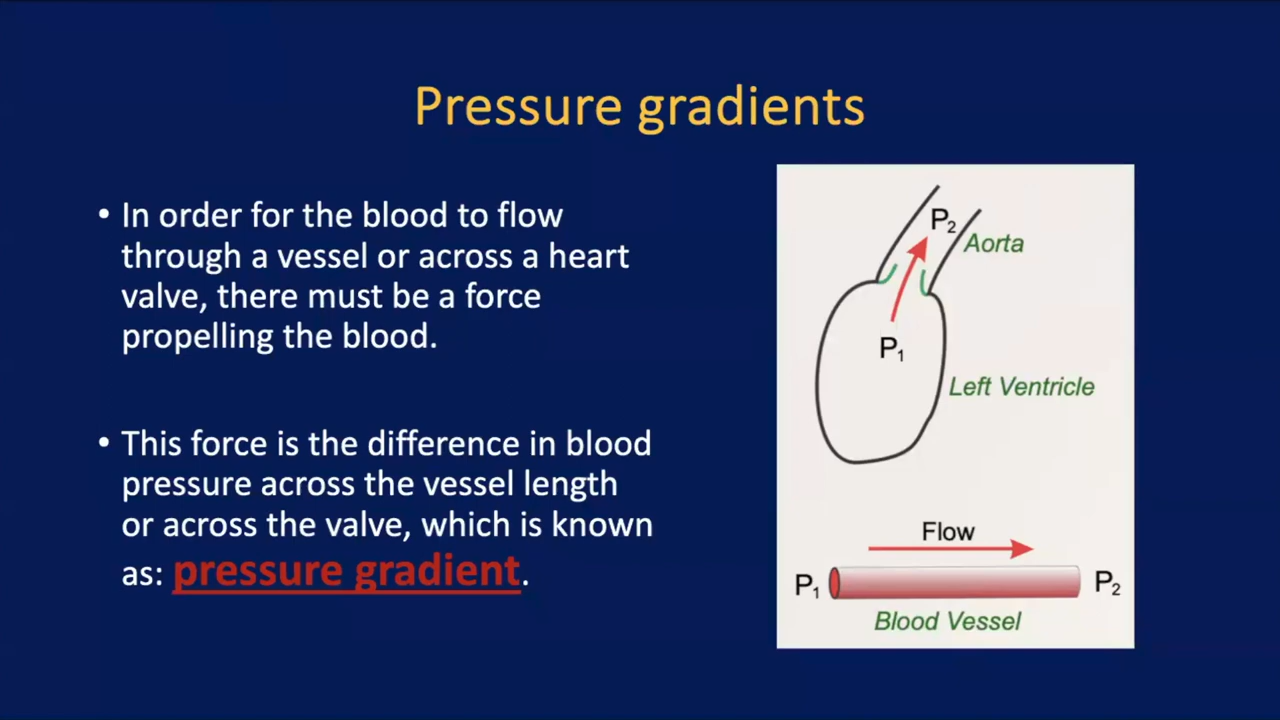 Pressure gradients
• In order for the blood to flow
through a vessel or across a heart
valve, there must be a force
propelling the blood.
• This force is the difference in blood
pressure across the vessel length
or across the valve, which is known
as: pressure gradient.
P₂
Aorta
P₁
Left Ventricle
Flow
P₁ P₂
Blood Vessel